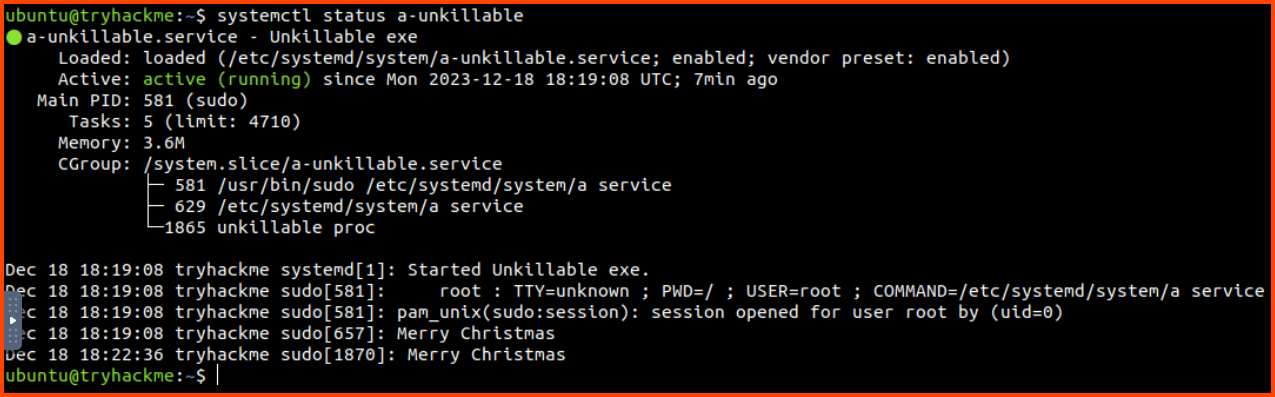 ubuntu@tryhackme:~$ systemctl status a-unkillable
a-unkillable.service - Unkillable exe
Loaded: loaded (/etc/systemd/system/a-unkillable.service; enabled; vendor preset: enabled)
Active: active (running) since Mon 2023-12-18 18:19:08 UTC; 7min ago
Main PID: 581 (sudo)
Tasks: 5 (limit: 4710)
Memory: 3.6M
CGroup: /system.slice/a-unkillable.service
├─ 581 /usr/bin/sudo /etc/systemd/system/a service
├─ 629 /etc/systemd/system/a service
└─1865 unkillable proc
Dec 18 18:19:08 tryhackme systemd[1]: Started Unkillable exe.
Dec 18 18:19:08 tryhackme sudo[581]:     root : TTY=unknown ; PWD=/ ; USER=root ; COMMAND=/etc/systemd/system/a service
Dec 18 18:19:08 tryhackme sudo[581]: pam_unix(sudo:session): session opened for user root by (uid=0)
Dec 18 18:19:08 tryhackme sudo[657]: Merry Christmas
Dec 18 18:22:36 tryhackme sudo[1870]: Merry Christmas
ubuntu@tryhackme:~$